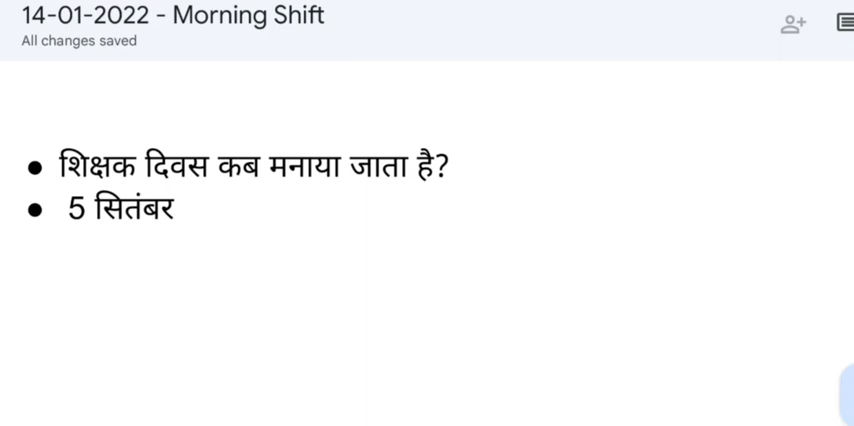 14-01-2022 - Morning Shift
All changes saved
● शिक्षक दिवस कब मनाया जाता है?
● 5 सितंबर